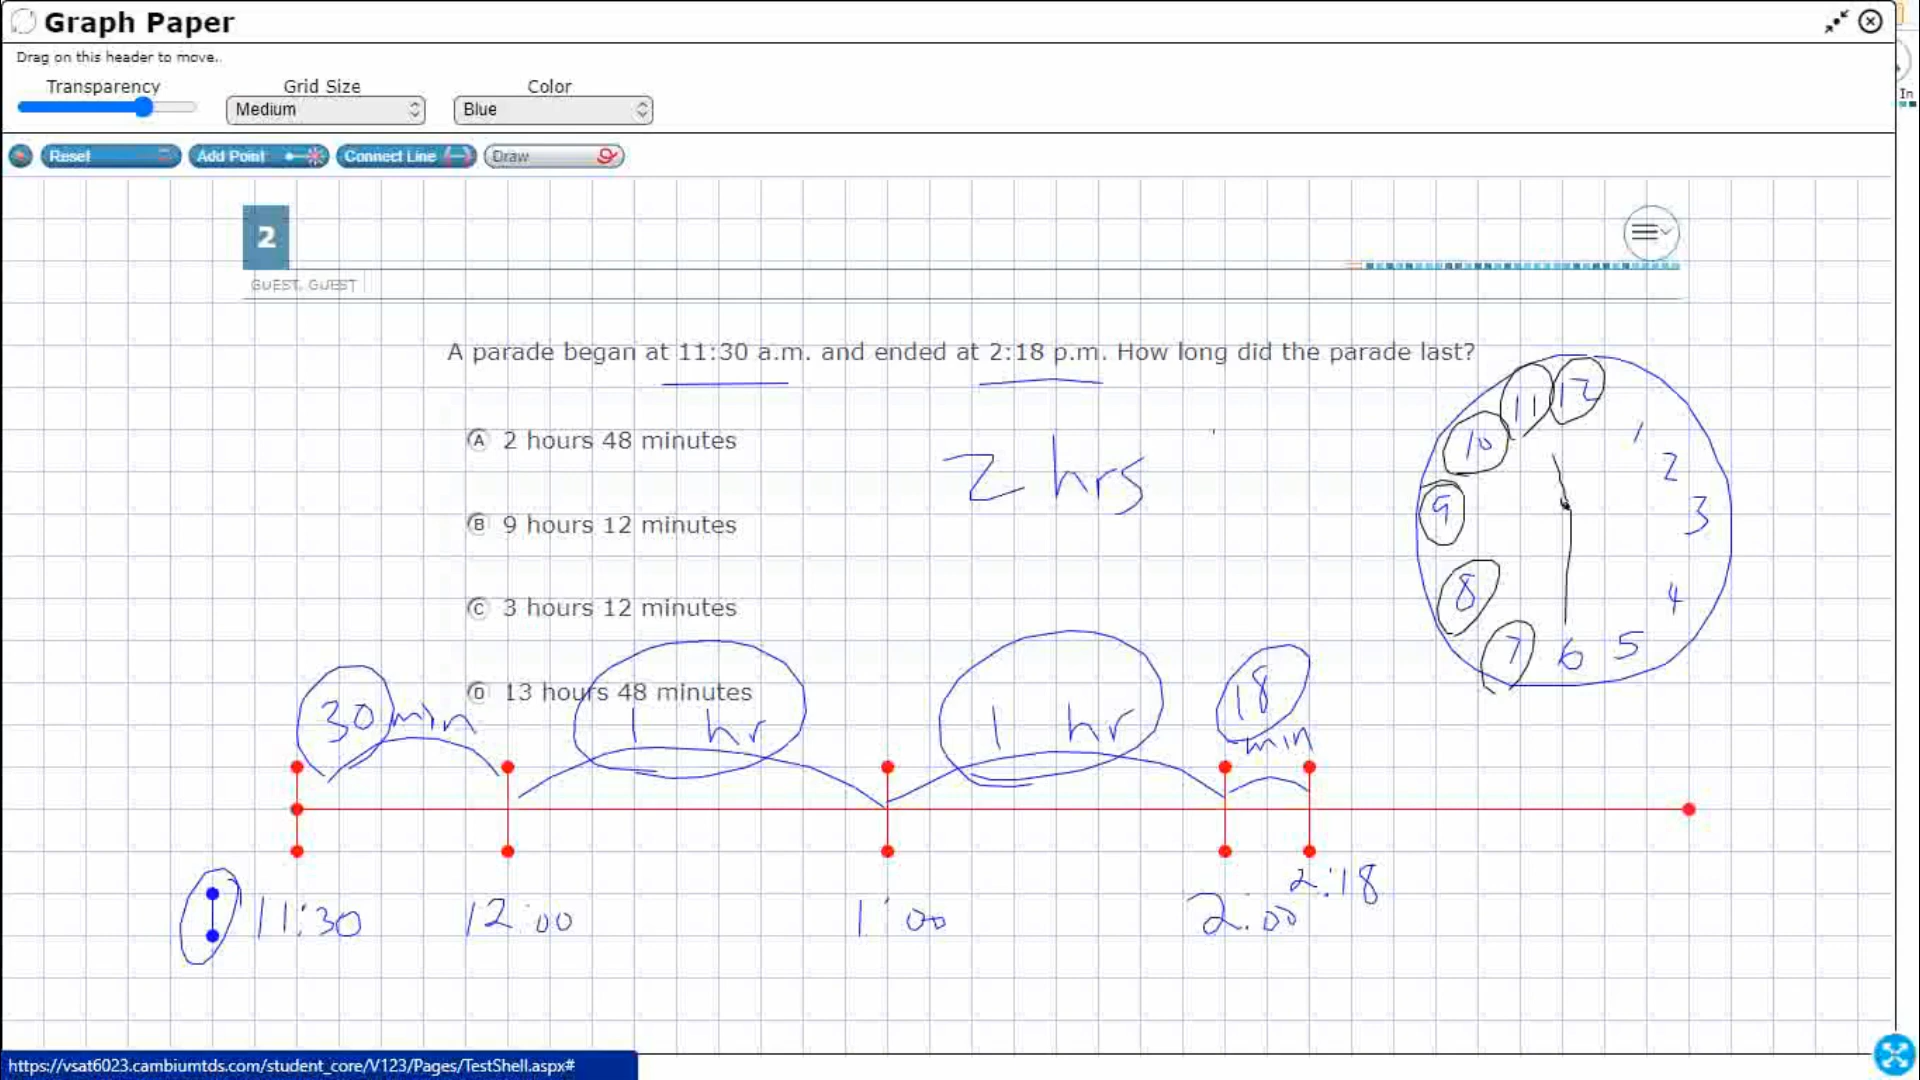 Graph Paper
Drag on this header to move..
Transparency
Grid Size
Color
Medium
Blue
In
Reset
Add Point
Connect Line
Draw
2
GUEST, GUEST
A parade began at 11:30 a.m. and ended at 2:18 p.m. How long did the parade last?
A 2 hours 48 minutes
B 9 hours 12 minutes
C 3 hours 12 minutes
D 13 hours 48 minutes
2 hrs
11 12
10 1
9 2
8 3
7 6 5 4
30 min 1 hr 1 hr 18 min
11:30 12:00 1:00 2:00 2:18
https://vsat6023.cambiumtds.com/student_core/V123/Pages/TestShell.aspx#